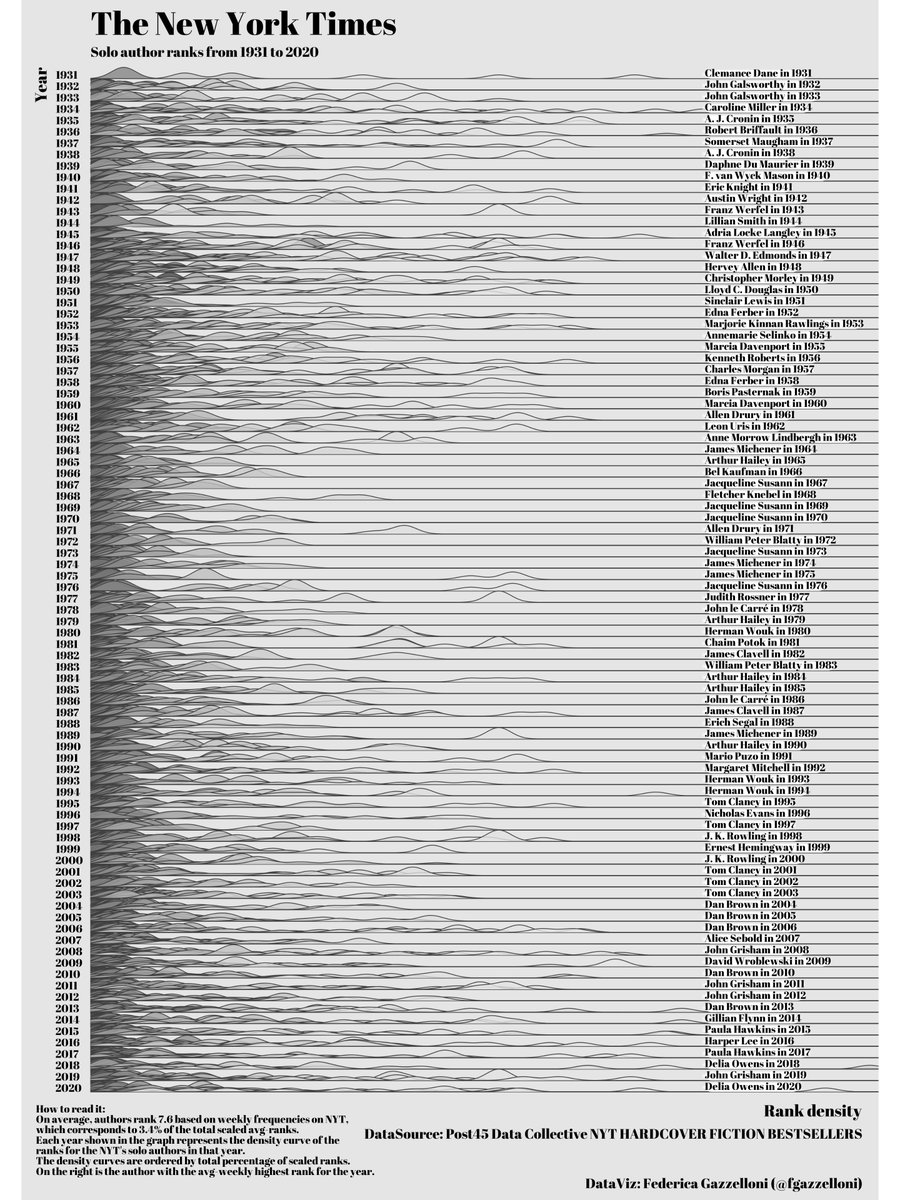 The New York Times
Solo author ranks from 1931 to 2020
Year
1931 Clemance Dane in 1931
1932 John Galsworthy in 1932
1933 John Galsworthy in 1933
1934 Caroline Miller in 1934
1935 A. J. Cronin in 1935
1936 Robert Briffault in 1936
1937 Somerset Maugham in 1937
1938 A. J. Cronin in 1938
1939 Daphne Du Maurier in 1939
1940 F. van Wyck Mason in 1940
1941 Eric Knight in 1941
1942 Austin Wright in 1942
1943 Franz Werfel in 1943
1944 Lillian Smith in 1944
1945 Adria Locke Langley in 1945
1946 Franz Werfel in 1946
1947 Walter D. Edmonds in 1947
1948 Hervey Allen in 1948
1949 Christopher Morley in 1949
1950 Lloyd C. Douglas in 1950
1951 Sinclair Lewis in 1951
1952 Edna Ferber in 1952
1953 Marjorie Kinnan Rawlings in 1953
1954 Annemarie Selinko in 1954
1955 Marcia Davenport in 1955
1956 Kenneth Roberts in 1956
1957 Charles Morgan in 1957
1958 Edna Ferber in 1958
1959 Boris Pasternak in 1959
1960 Marcia Davenport in 1960
1961 Allen Drury in 1961
1962 Leon Uris in 1962
1963 Anne Morrow Lindbergh in 1963
1964 James Michener in 1964
1965 Arthur Hailey in 1965
1966 Bel Kaufman in 1966
1967 Jacqueline Susann in 1967
1968 Fletcher Knebel in 1968
1969 Jacqueline Susann in 1969
1970 Jacqueline Susann in 1970
1971 Allen Drury in 1971
1972 William Peter Blatty in 1972
1973 Jacqueline Susann in 1973
1974 James Michener in 1974
1975 James Michener in 1975
1976 Jacqueline Susann in 1976
1977 Judith Rossner in 1977
1978 John le Carré in 1978
1979 Arthur Hailey in 1979
1980 Herman Wouk in 1980
1981 Chaim Potok in 1981
1982 James Clavell in 1982
1983 William Peter Blatty in 1983
1984 Arthur Hailey in 1984
1985 Arthur Hailey in 1985
1986 John le Carré in 1986
1987 James Clavell in 1987
1988 Erich Segal in 1988
1989 James Michener in 1989
1990 Arthur Hailey in 1990
1991 Mario Puzo in 1991
1992 Margaret Mitchell in 1992
1993 Herman Wouk in 1993
1994 Herman Wouk in 1994
1995 Tom Clancy in 1995
1996 Nicholas Evans in 1996
1997 Tom Clancy in 1997
1998 J. K. Rowling in 1998
1999 Ernest Hemingway in 1999
2000 J. K. Rowling in 2000
2001 Tom Clancy in 2001
2002 Tom Clancy in 2002
2003 Tom Clancy in 2003
2004 Dan Brown in 2004
2005 Dan Brown in 2005
2006 Dan Brown in 2006
2007 Alice Sebold in 2007
2008 John Grisham in 2008
2009 David Wroblewski in 2009
2010 Dan Brown in 2010
2011 John Grisham in 2011
2012 John Grisham in 2012
2013 Dan Brown in 2013
2014 Gillian Flynn in 2014
2015 Paula Hawkins in 2015
2016 Harper Lee in 2016
2017 Paula Hawkins in 2017
2018 Delia Owens in 2018
2019 John Grisham in 2019
2020 Delia Owens in 2020
How to read it:
On average, authors rank 7.6 based on weekly frequencies on NYT,
which corresponds to 3.4% of the total scaled avg-ranks.
Each year shown in the graph represents the density curve of the
ranks for the NYT's solo authors in that year.
The density curves are ordered by total percentage of scaled ranks.
On the right is the author with the avg-weekly highest rank for the year.
Rank density
DataSource: Post45 Data Collective NYT HARDCOVER FICTION BESTSELLERS
DataViz: Federica Gazzelloni (@fgazzelloni)